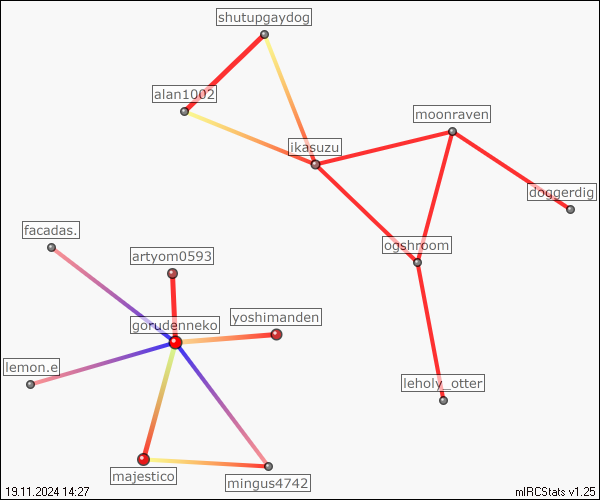 shutupgaydog
alan1002
moonraven
ikasuzu
doggerdig
facadas.
ogshroom
artyom0593
yoshimanden
gorudenneko
lemon.e
leholy_otter
majestico
mingus4742
19.11.2024 14:27
mIRCStats v1.25